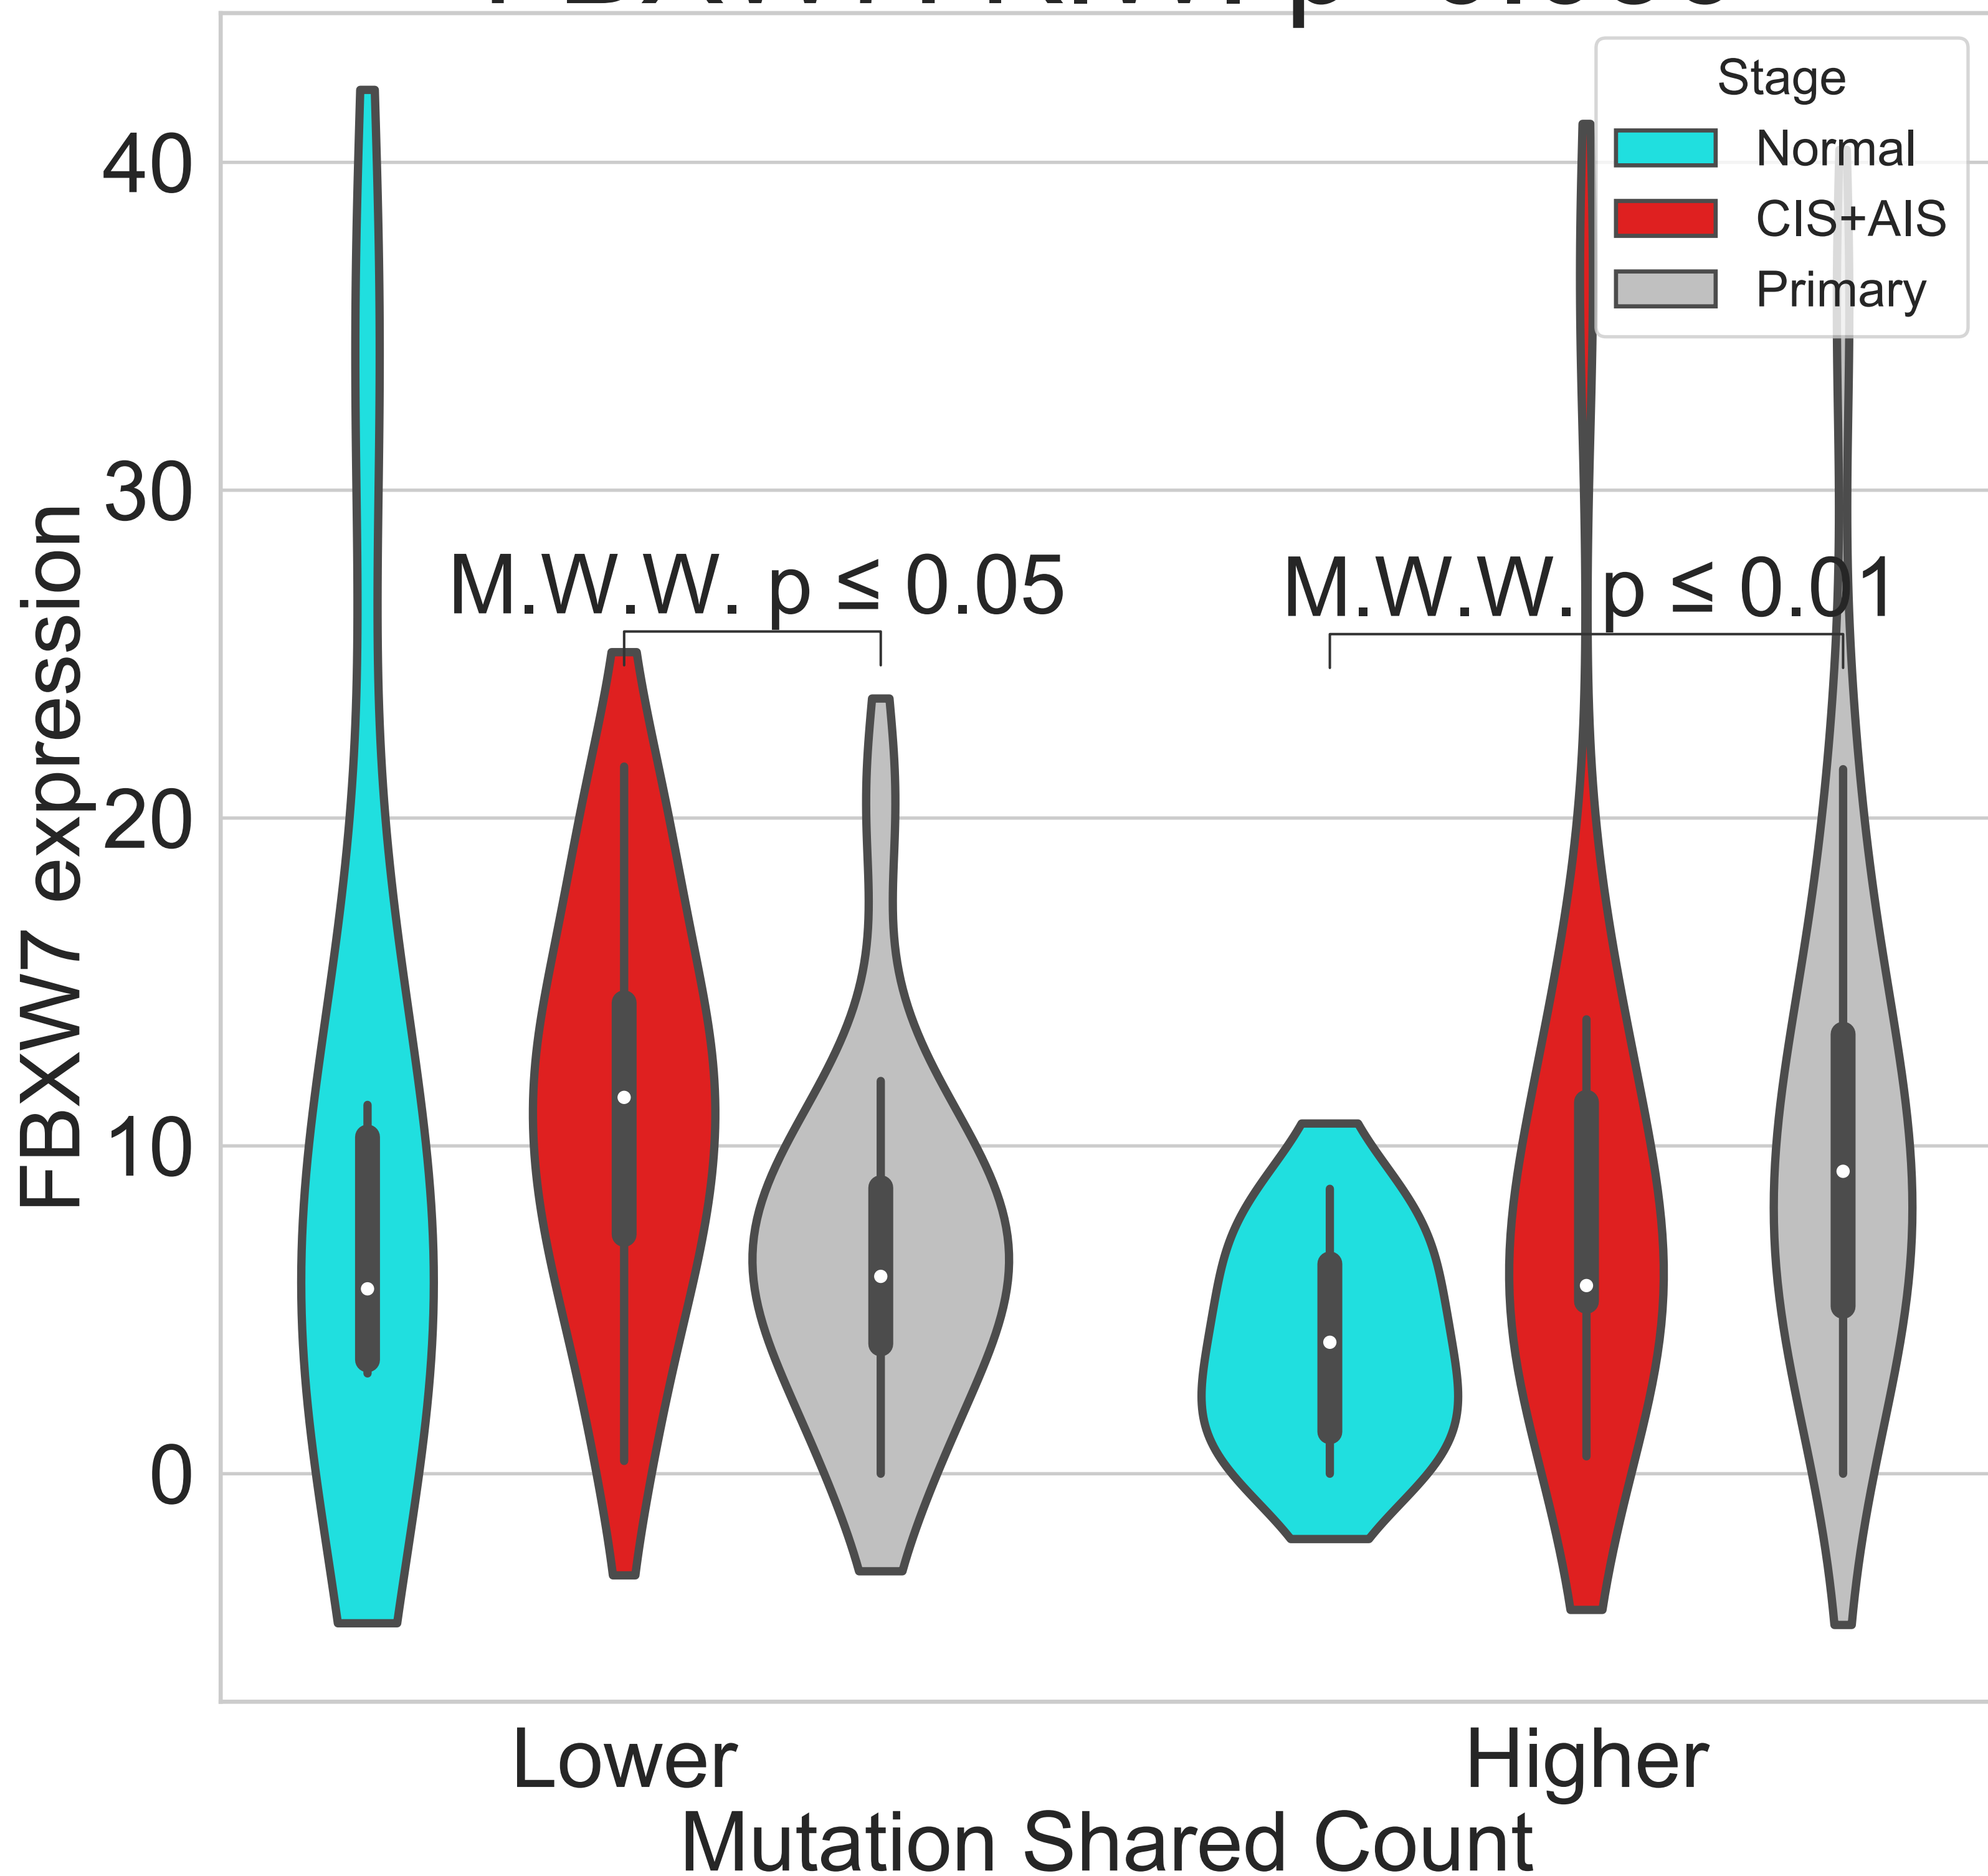 Stage
Normal
CIS+AIS
Primary
40
30
20
10
0
FBXW7 expression
M.W.W. p ≤ 0.05
M.W.W. p ≤ 0.01
Lower
Higher
Mutation Shared Count